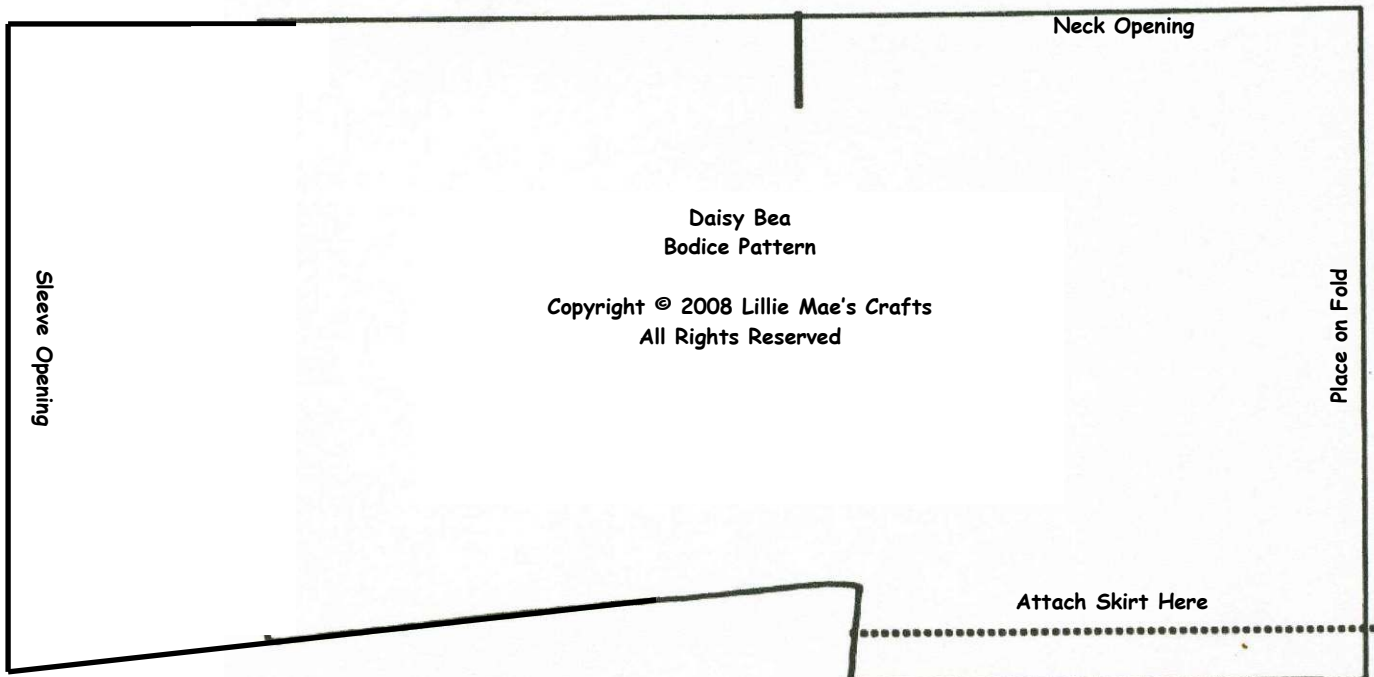 Neck Opening
Daisy Bea
Bodice Pattern
Copyright © 2008 Lillie Mae's Crafts
All Rights Reserved
Sleeve Opening
Place on Fold
Attach Skirt Here